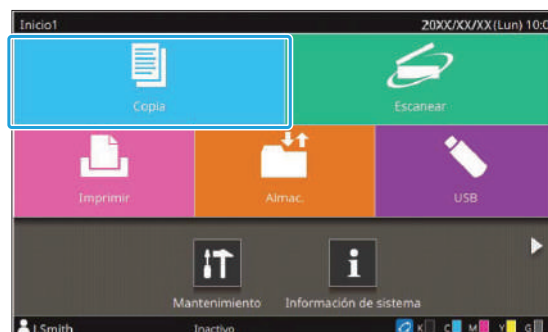 Inicio1 20XX/XX/XX(Lun) 10:0
Copia Escanear
Imprimir Almac. USB
Mantenimiento Información de sistema
J.Smith Inactivo K C M Y G